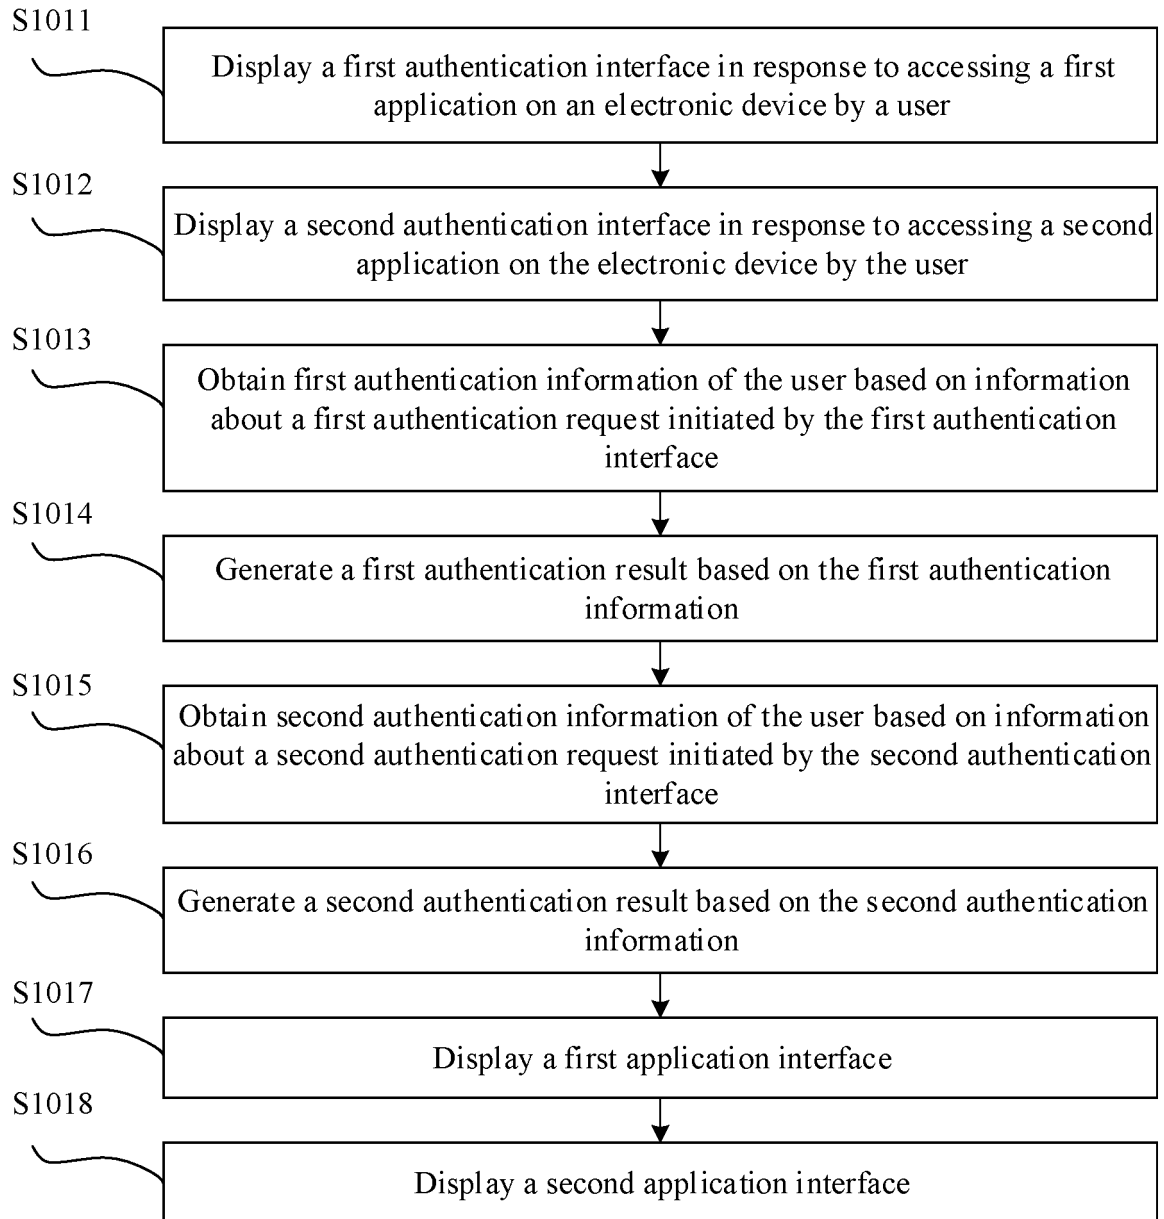 S1011
Display a first authentication interface in response to accessing a first
application on an electronic device by a user
S1012
Display a second authentication interface in response to accessing a second
application on the electronic device by the user
S1013
Obtain first authentication information of the user based on information
about a first authentication request initiated by the first authentication
interface
S1014
Generate a first authentication result based on the first authentication
information
S1015
Obtain second authentication information of the user based on information
about a second authentication request initiated by the second authentication
interface
S1016
Generate a second authentication result based on the second authentication
information
S1017
Display a first application interface
S1018
Display a second application interface